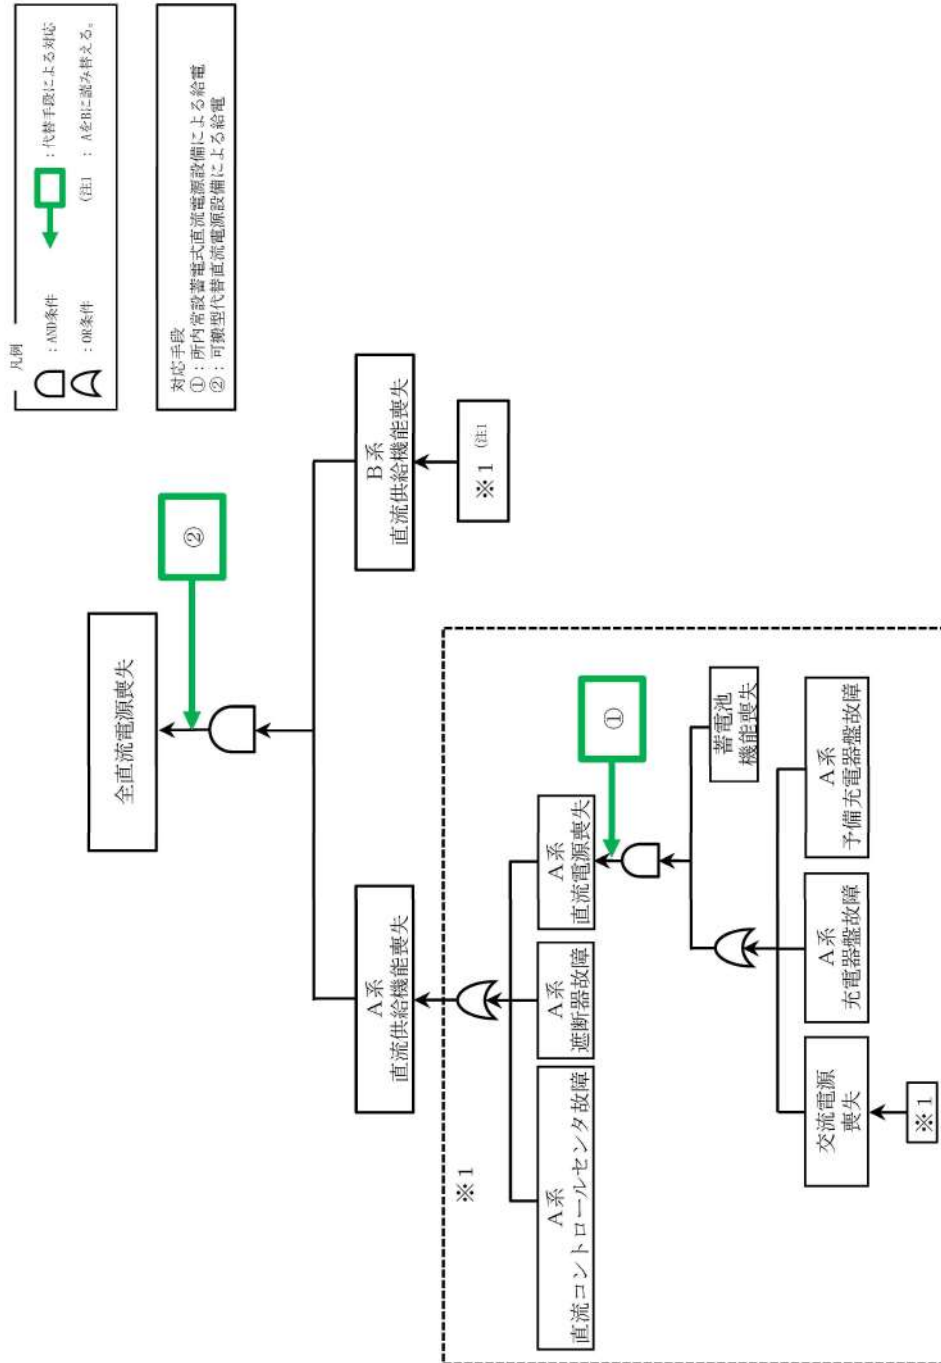 凡例
：AND条件
：代替手段による対応
：OR条件
(注1　：AをBに読み替える。
対応手段
①：所内常設蓄電式直流電源設備による給電
②：可搬型代替直流電源設備による給電
全直流電源喪失
②
A系
直流供給機能喪失
B系
直流供給機能喪失
※1 (注1
※1
A系
直流コントロールセンタ故障
A系
遮断器故障
A系
直流電源喪失
①
蓄電池
機能喪失
交流電源
喪失
A系
充電器盤故障
A系
予備充電器盤故障
※1